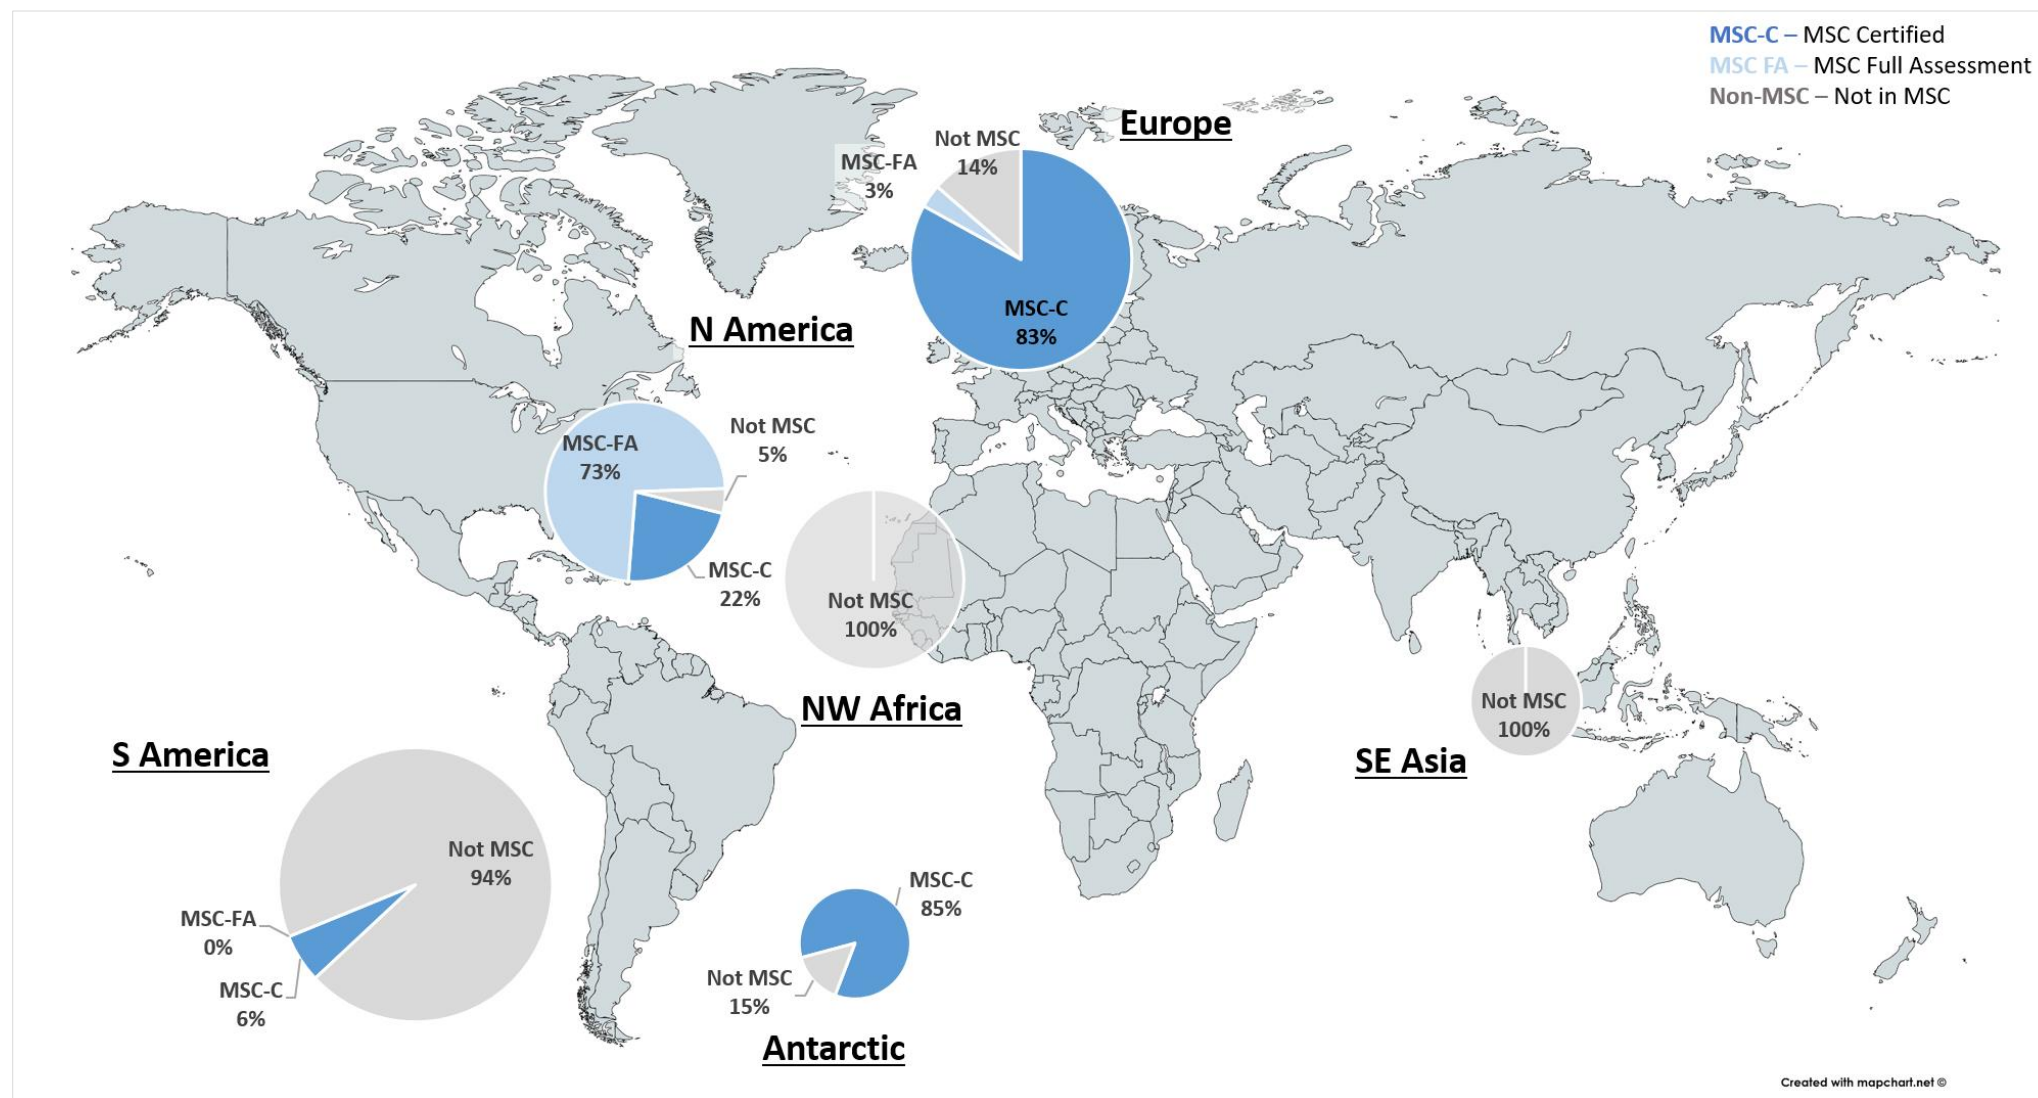 MSC-C – MSC Certified
MSC FA – MSC Full Assessment
Non-MSC – Not in MSC
Europe
Not MSC
14%
MSC-FA
3%
MSC-C
83%
N America
MSC-FA
73%
Not MSC
5%
MSC-C
22%
Not MSC
100%
NW Africa
Not MSC
100%
SE Asia
S America
Not MSC
94%
MSC-FA
0%
MSC-C
6%
MSC-C
85%
Not MSC
15%
Antarctic
Created with mapchart.net ©